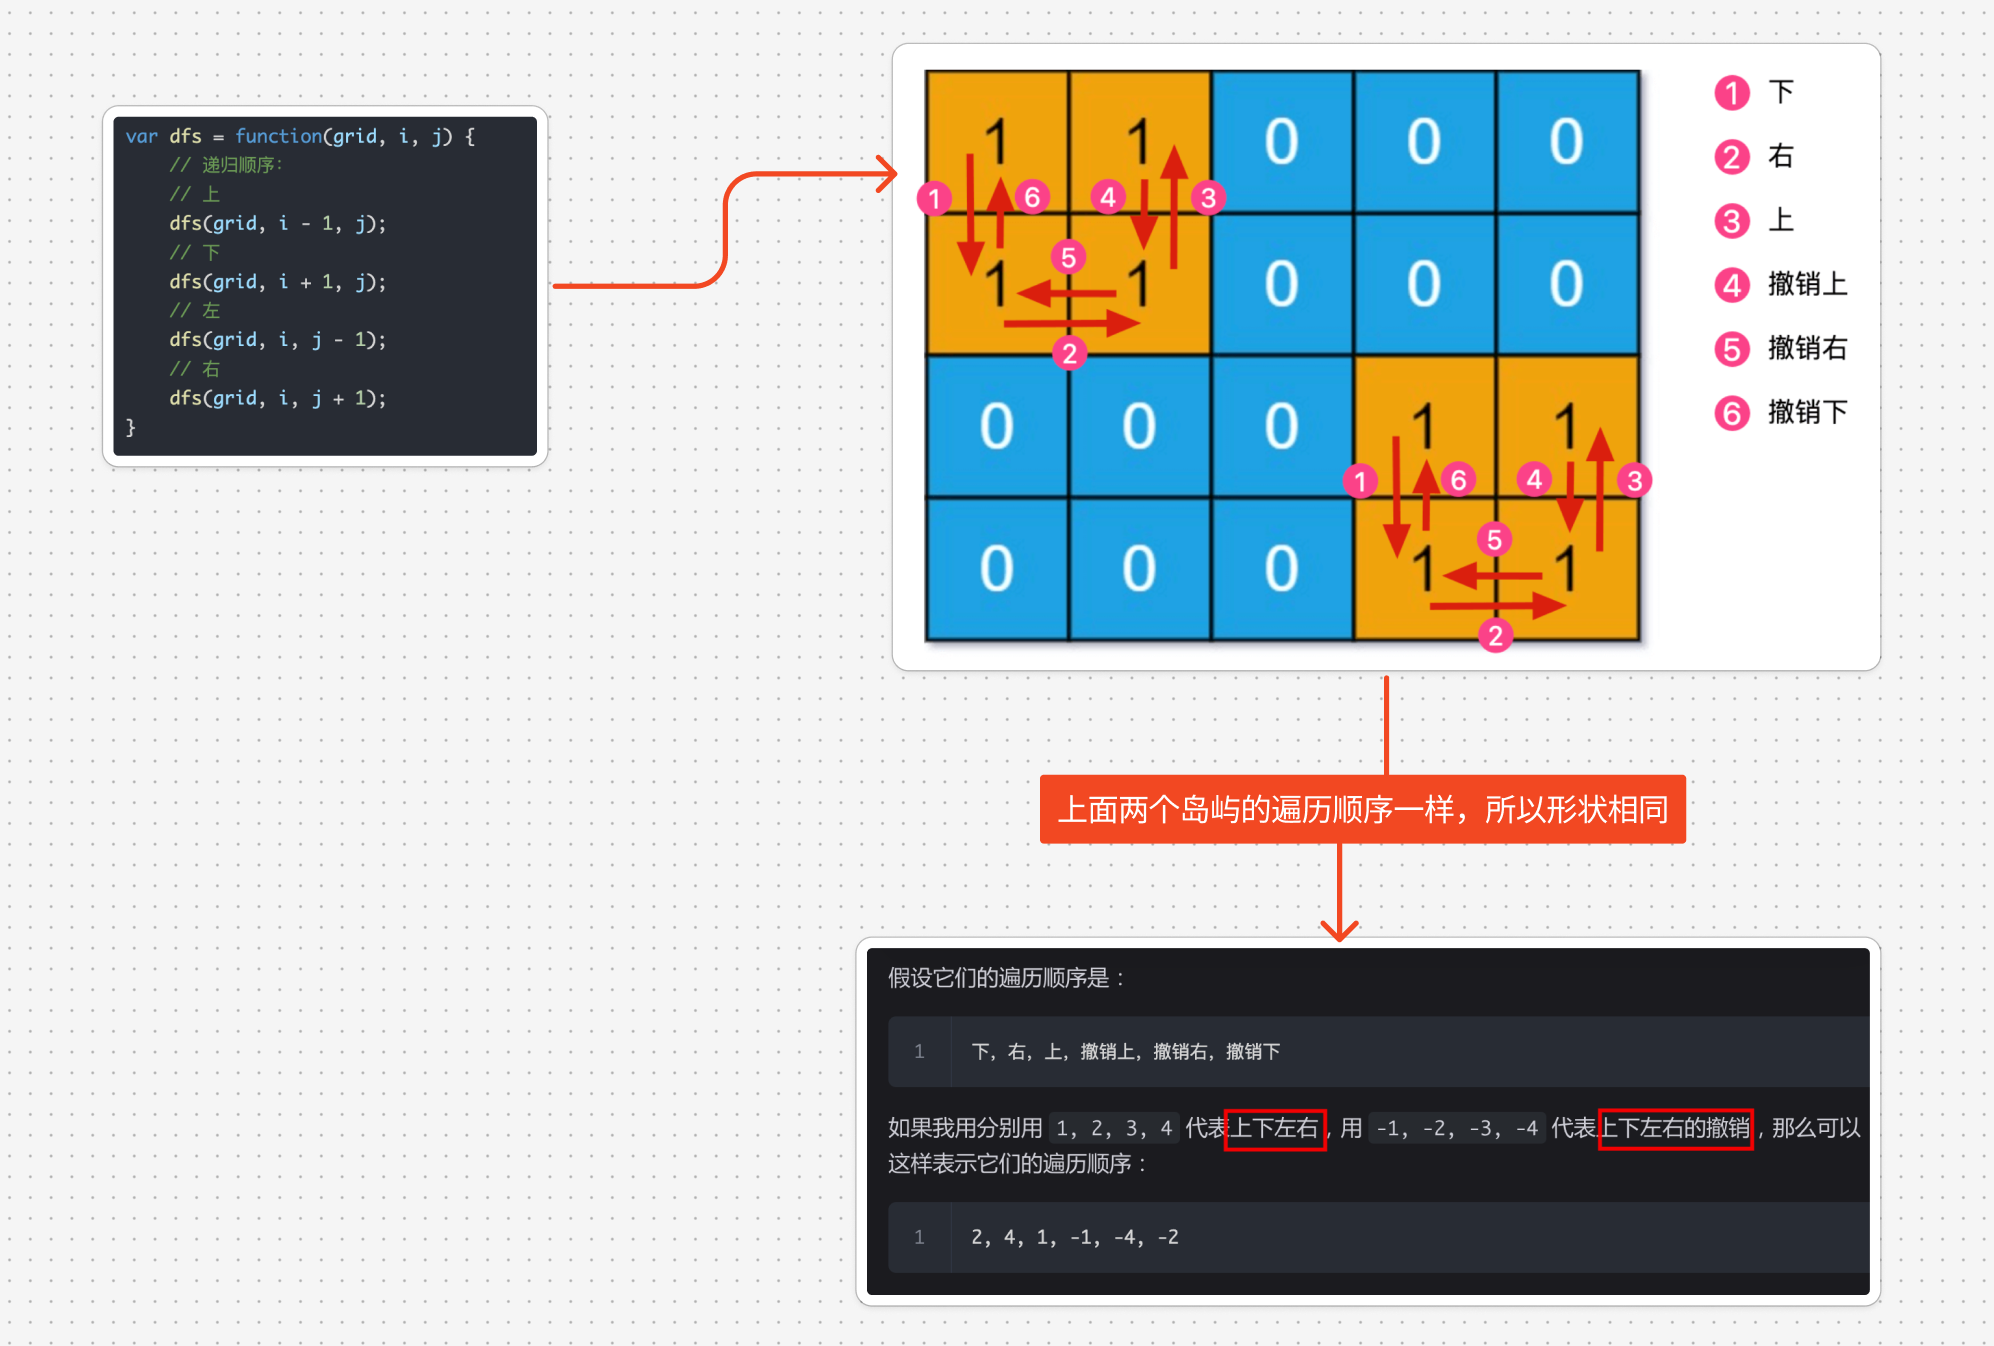 var dfs = function(grid, i, j) {
// 递归顺序：
// 上
dfs(grid, i - 1, j);
// 下
dfs(grid, i + 1, j);
// 左
dfs(grid, i, j - 1);
// 右
dfs(grid, i, j + 1);
}
1 1 0 0 0
1 6 4 3
5
1 1 0 0 0
2
0 0 0 1 1
1 6 4 3
5
0 0 0 1 1
2
1 下
2 右
3 上
4 撤销上
5 撤销右
6 撤销下
上面两个岛屿的遍历顺序一样，所以形状相同
假设它们的遍历顺序是：
1 下，右，上，撤销上，撤销右，撤销下
如果我用分别用 1, 2, 3, 4 代表上下左右，用 -1, -2, -3, -4 代表上下左右的撤销，那么可以
这样表示它们的遍历顺序：
1 2, 4, 1, -1, -4, -2